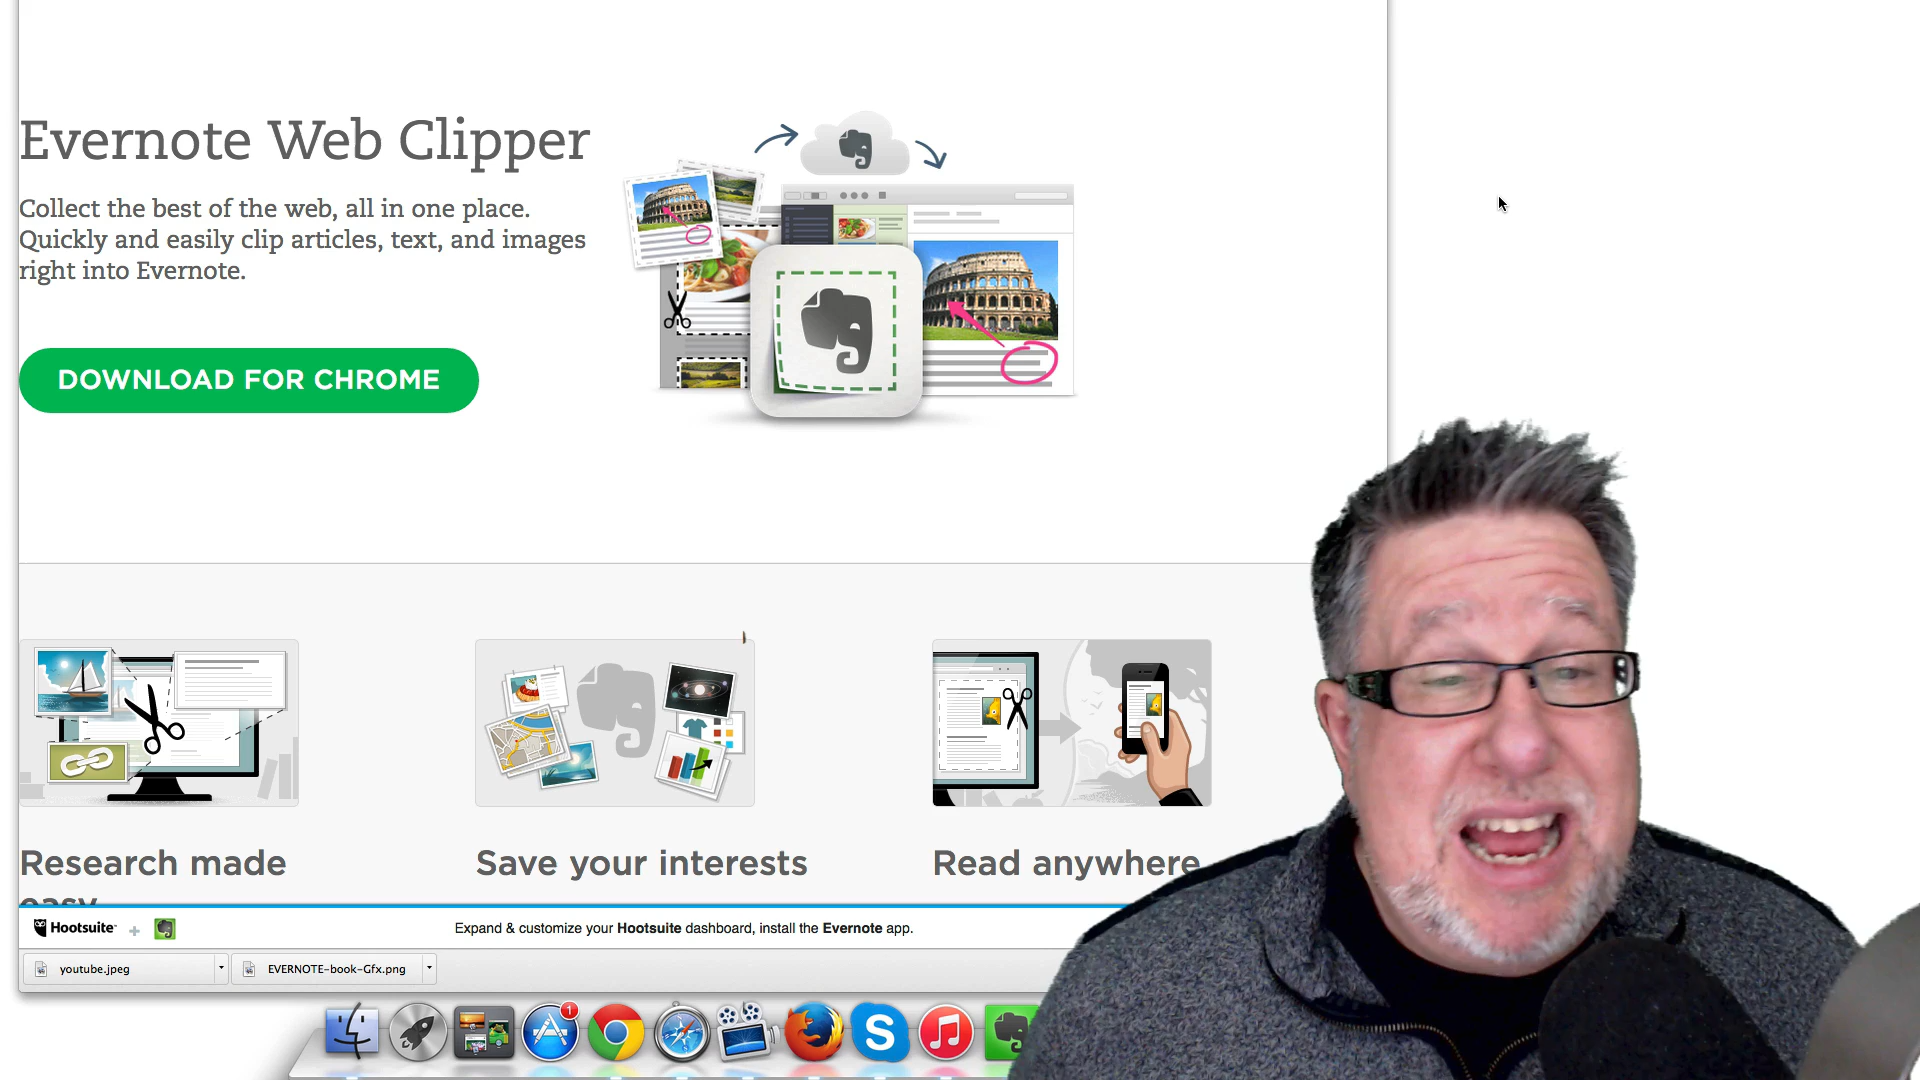 Evernote Web Clipper
Collect the best of the web, all in one place.
Quickly and easily clip articles, text, and images
right into Evernote.
DOWNLOAD FOR CHROME
Research made
easy
Save your interests
Read anywhere
Hootsuite +
Expand & customize your Hootsuite dashboard, install the Evernote app.
youtube.jpeg
EVERNOTE-book-Gfx.png
1
S